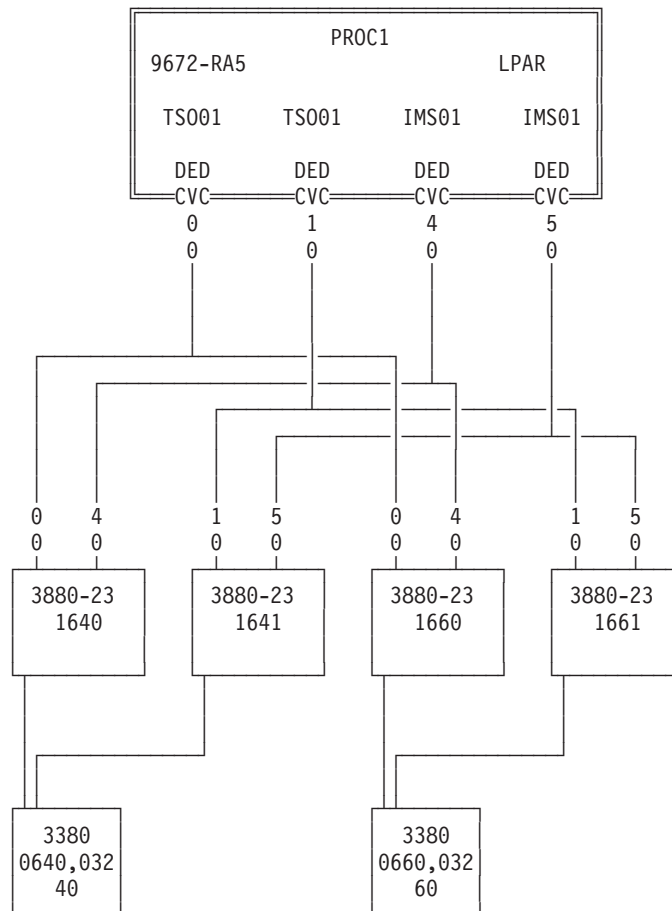 PROC1
9672-RA5 LPAR
TSO01 TSO01 IMS01 IMS01
DED DED DED DED
CVC CVC CVC CVC
0 1 4 5
0 0 0 0
0 4 1 5 0 4 1 5
0 0 0 0 0 0 0 0
3880-23 3880-23 3880-23 3880-23
1640 1641 1660 1661
3380 3380
0640,032 0660,032
40 60